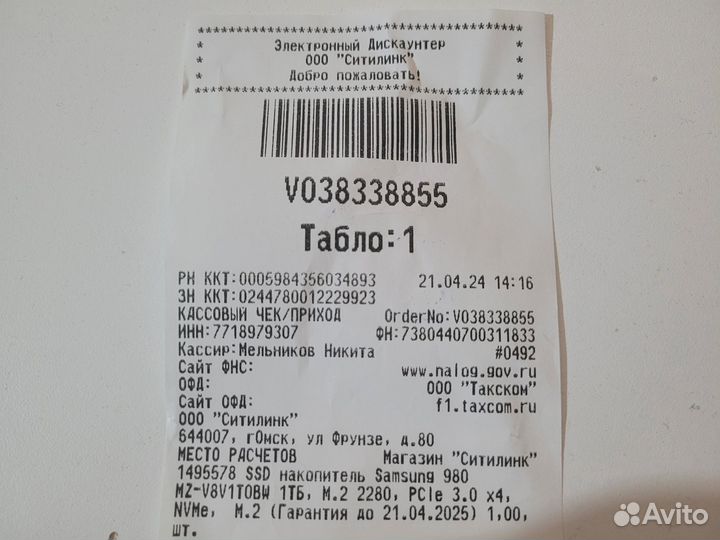 * * * * * * * * * * * * * * * * * * * * * * *
* Электронный Дискаунтер *
* ООО "Ситилинк" *
* Добро пожаловать! *
* * * * * * * * * * * * * * * * * * * * * * *
V038338855
Табло:1
РН ККТ:0005984356034893 21.04.24 14:16
ЗН ККТ:0244780012229923
КАССОВЫЙ ЧЕК/ПРИХОД OrderNo:V038338855
ИНН:7718979307 ФН:7380440700311833
Кассир:Мельников Никита #0492
Сайт ФНС: www.nalog.gov.ru
ОФД: ООО "Такском"
Сайт ОФД: f1.taxcom.ru
ООО "Ситилинк"
644007, гОмск, ул Фрунзе, д.80
МЕСТО РАСЧЕТОВ Магазин "Ситилинк"
1495578 SSD накопитель Samsung 980
MZ-V8V1T0BW 1ТБ, M.2 2280, PCIe 3.0 x4,
NVMe, M.2 (Гарантия до 21.04.2025) 1,00,
шт.
Avito